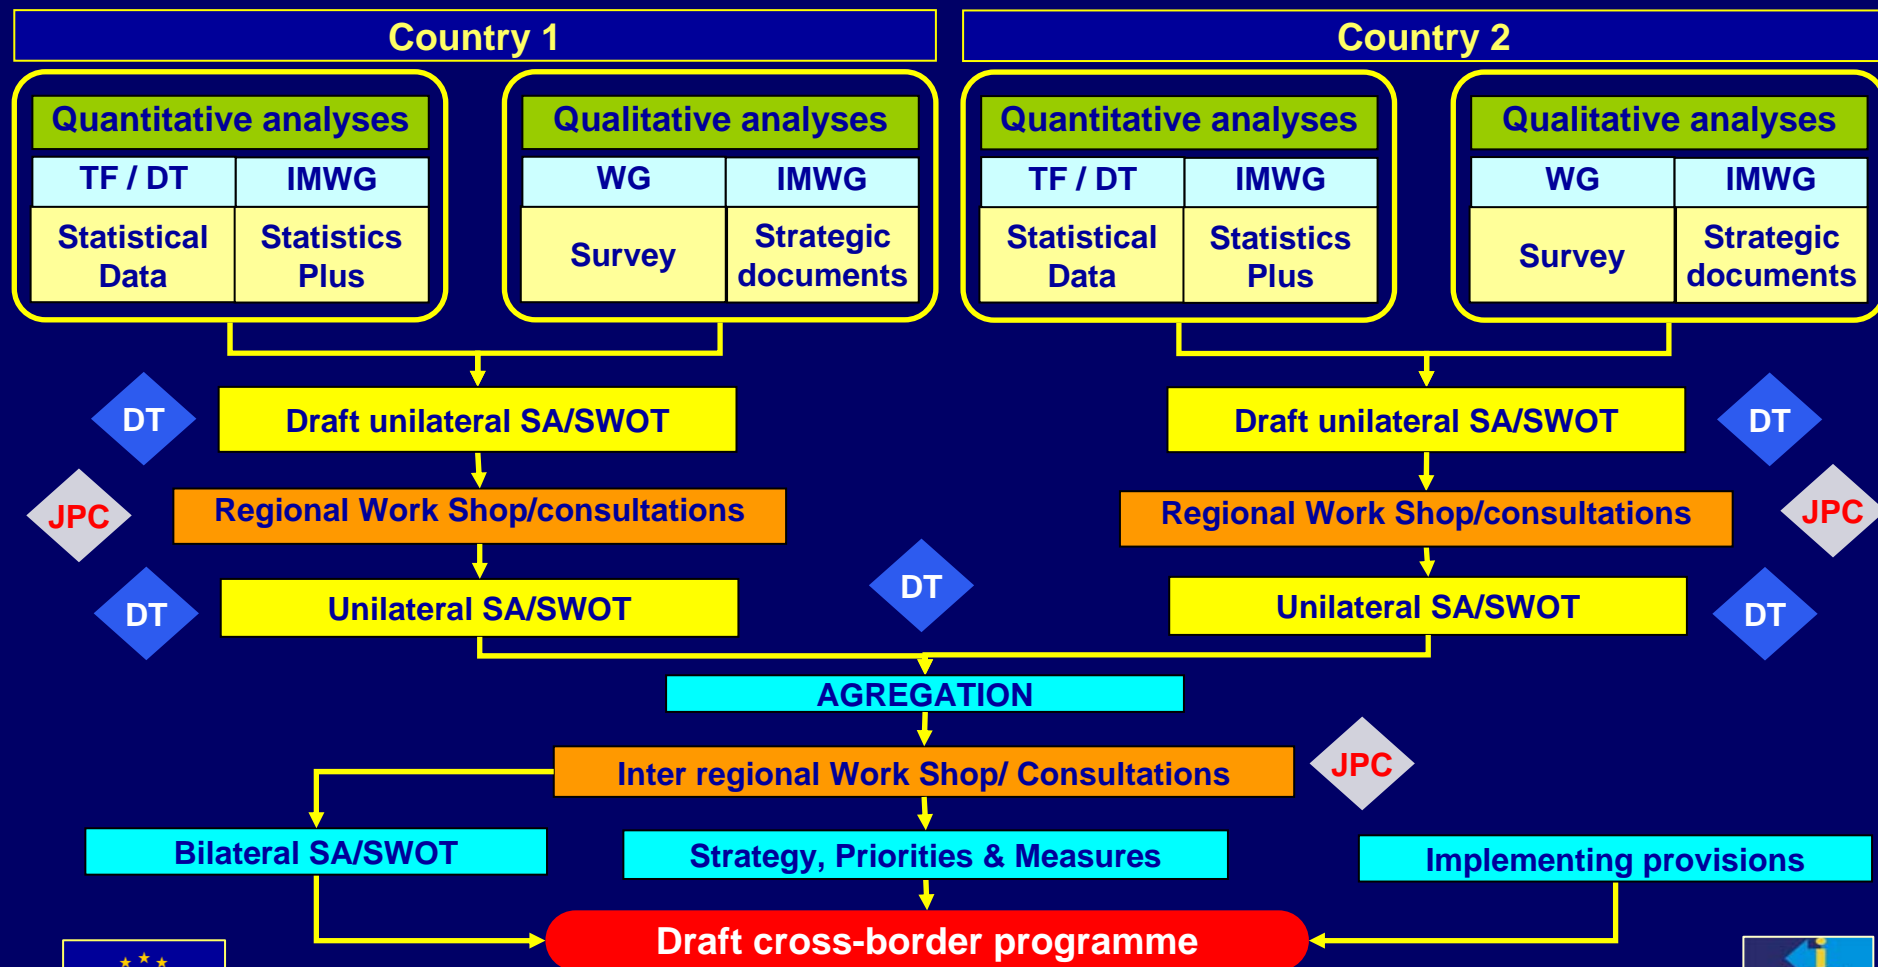 Country 1
Country 2
Quantitative analyses
Qualitative analyses
Quantitative analyses
Qualitative analyses
TF / DT
IMWG
WG
IMWG
TF / DT
IMWG
WG
IMWG
Statistical
Data
Statistics
Plus
Survey
Strategic
documents
Statistical
Data
Statistics
Plus
Survey
Strategic
documents
DT
Draft unilateral SA/SWOT
Draft unilateral SA/SWOT
DT
JPC
Regional Work Shop/consultations
Regional Work Shop/consultations
JPC
DT
Unilateral SA/SWOT
DT
Unilateral SA/SWOT
DT
AGREGATION
Inter regional Work Shop/ Consultations
JPC
Bilateral SA/SWOT
Strategy, Priorities & Measures
Implementing provisions
Draft cross-border programme